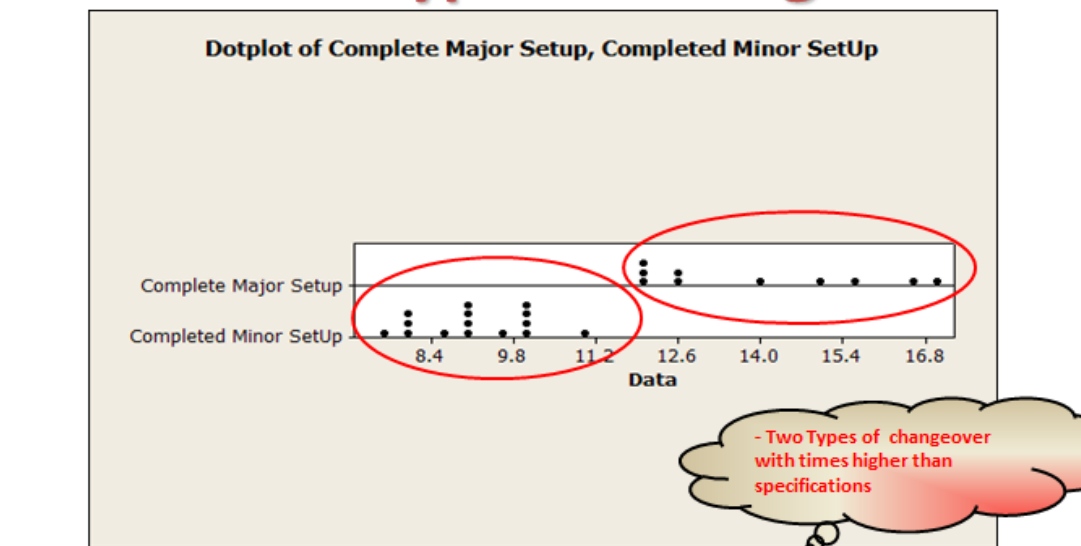 Dotplot of Complete Major Setup, Completed Minor SetUp
Complete Major Setup
Completed Minor SetUp
8.4 9.8 11.2 12.6 14.0 15.4 16.8
Data
- Two Types of changeover
with times higher than
specifications